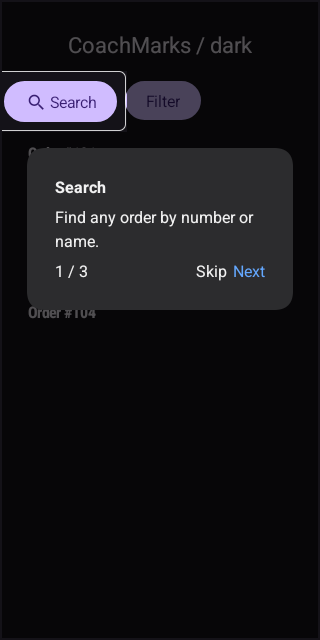 CoachMarks / dark
Search
Filter
Search
Find any order by number or
name.
1 / 3
Skip Next
Order #104